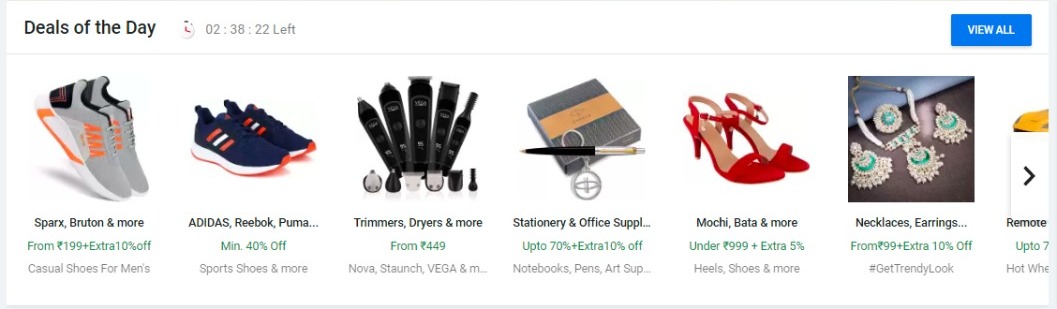 Deals of the Day
02 : 38 : 22 Left
VIEW ALL
Sparx, Bruton & more
From ₹199+Extra10%off
Casual Shoes For Men's
ADIDAS, Reebok, Puma...
Min. 40% Off
Sports Shoes & more
VEGA
Trimmers, Dryers & more
From ₹449
Nova, Staunch, VEGA & m...
Stationery & Office Suppl...
Upto 70%+Extra10% off
Notebooks, Pens, Art Sup...
Mochi, Bata & more
Under ₹999 + Extra 5%
Heels, Shoes & more
Necklaces, Earrings...
From₹99+Extra 10% Off
#GetTrendyLook
Remote
Upto 7
Hot Whe